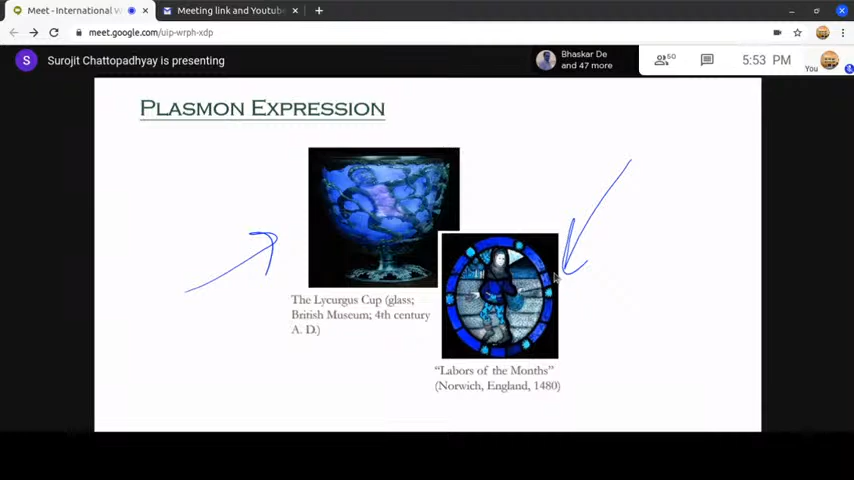 Meet - International W
Meeting link and Youtube
meet.google.com/uip-wrph-xdp
S
Surojit Chattopadhyay is presenting
Bhaskar De
and 47 more
50
5:53 PM
You
PLASMON EXPRESSION
The Lycurgus Cup (glass;
British Museum; 4th century
A. D.)
“Labors of the Months”
(Norwich, England, 1480)